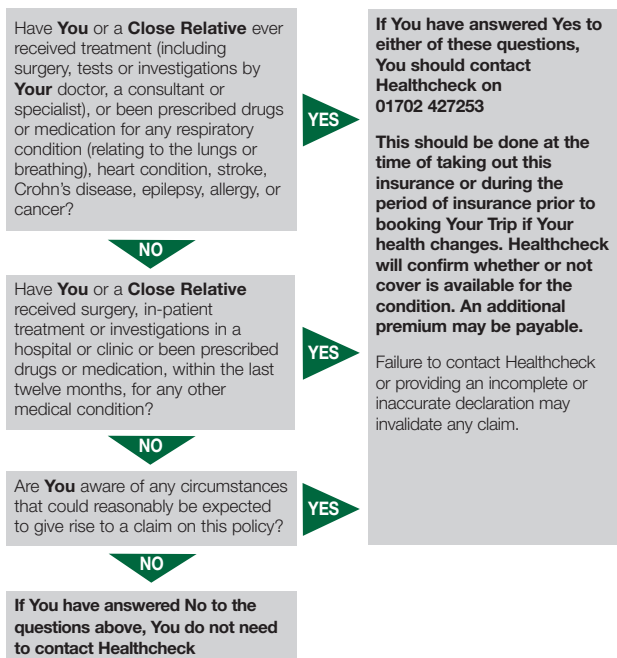 Have You or a Close Relative ever
received treatment (including
surgery, tests or investigations by
Your doctor, a consultant or
specialist), or been prescribed drugs
or medication for any respiratory
condition (relating to the lungs or
breathing), heart condition, stroke,
Crohn's disease, epilepsy, allergy, or
cancer?
YES
NO
Have You or a Close Relative
received surgery, in-patient
treatment or investigations in a
hospital or clinic or been prescribed
drugs or medication, within the last
twelve months, for any other
medical condition?
YES
NO
Are You aware of any circumstances
that could reasonably be expected
to give rise to a claim on this policy?
YES
NO
If You have answered No to the
questions above, You do not need
to contact Healthcheck
If You have answered Yes to
either of these questions,
You should contact
Healthcheck on
01702 427253
This should be done at the
time of taking out this
insurance or during the
period of insurance prior to
booking Your Trip if Your
health changes. Healthcheck
will confirm whether or not
cover is available for the
condition. An additional
premium may be payable.
Failure to contact Healthcheck
or providing an incomplete or
inaccurate declaration may
invalidate any claim.